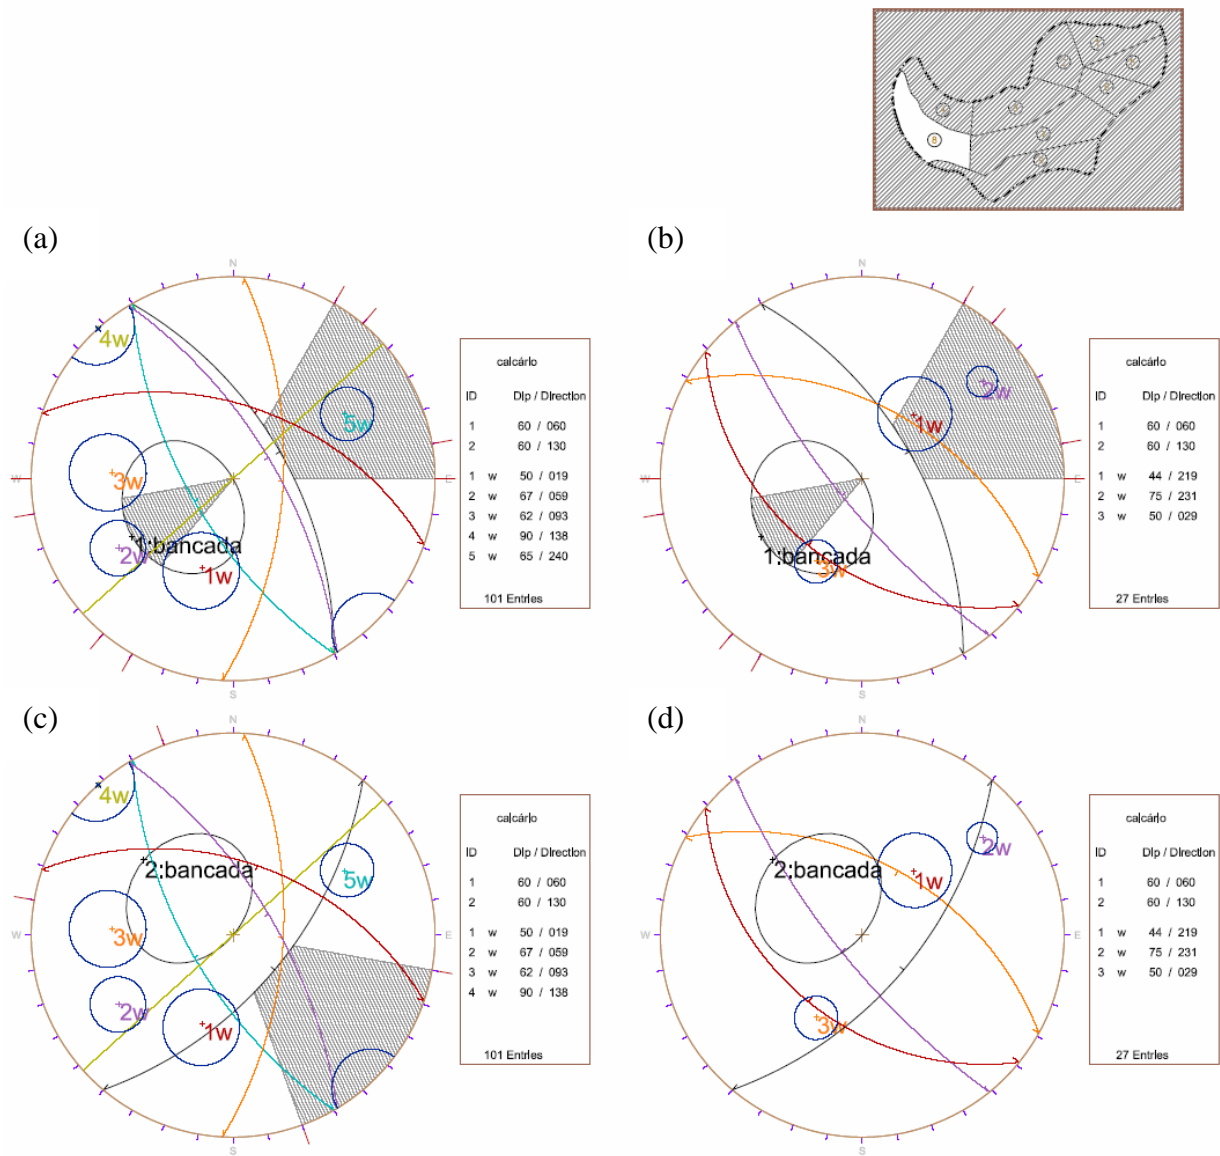 8
(a)
(b)
N
W
E
S
4w
5w
3w
1:bancada
2w
1w
calcárIo
ID DIp / DIrectIon
1 60 / 060
2 60 / 130
1 w 50 / 019
2 w 67 / 059
3 w 62 / 093
4 w 90 / 138
5 w 65 / 240
101 EntrIes
N
W
E
2w
1w
1:bancada
3w
calcárIo
ID DIp / DIrectIon
1 60 / 060
2 60 / 130
1 w 44 / 219
2 w 75 / 231
3 w 50 / 029
27 EntrIes
S
(c)
(d)
N
W
E
S
4w
2:bancada
5w
3w
2w
1w
calcárIo
ID DIp / DIrectIon
1 60 / 060
2 60 / 130
1 w 50 / 019
2 w 67 / 059
3 w 62 / 093
4 w 90 / 138
101 EntrIes
N
W
E
S
2w
2:bancada
1w
3w
calcárIo
ID DIp / DIrectIon
1 60 / 060
2 60 / 130
1 w 44 / 219
2 w 75 / 231
3 w 50 / 029
27 EntrIes